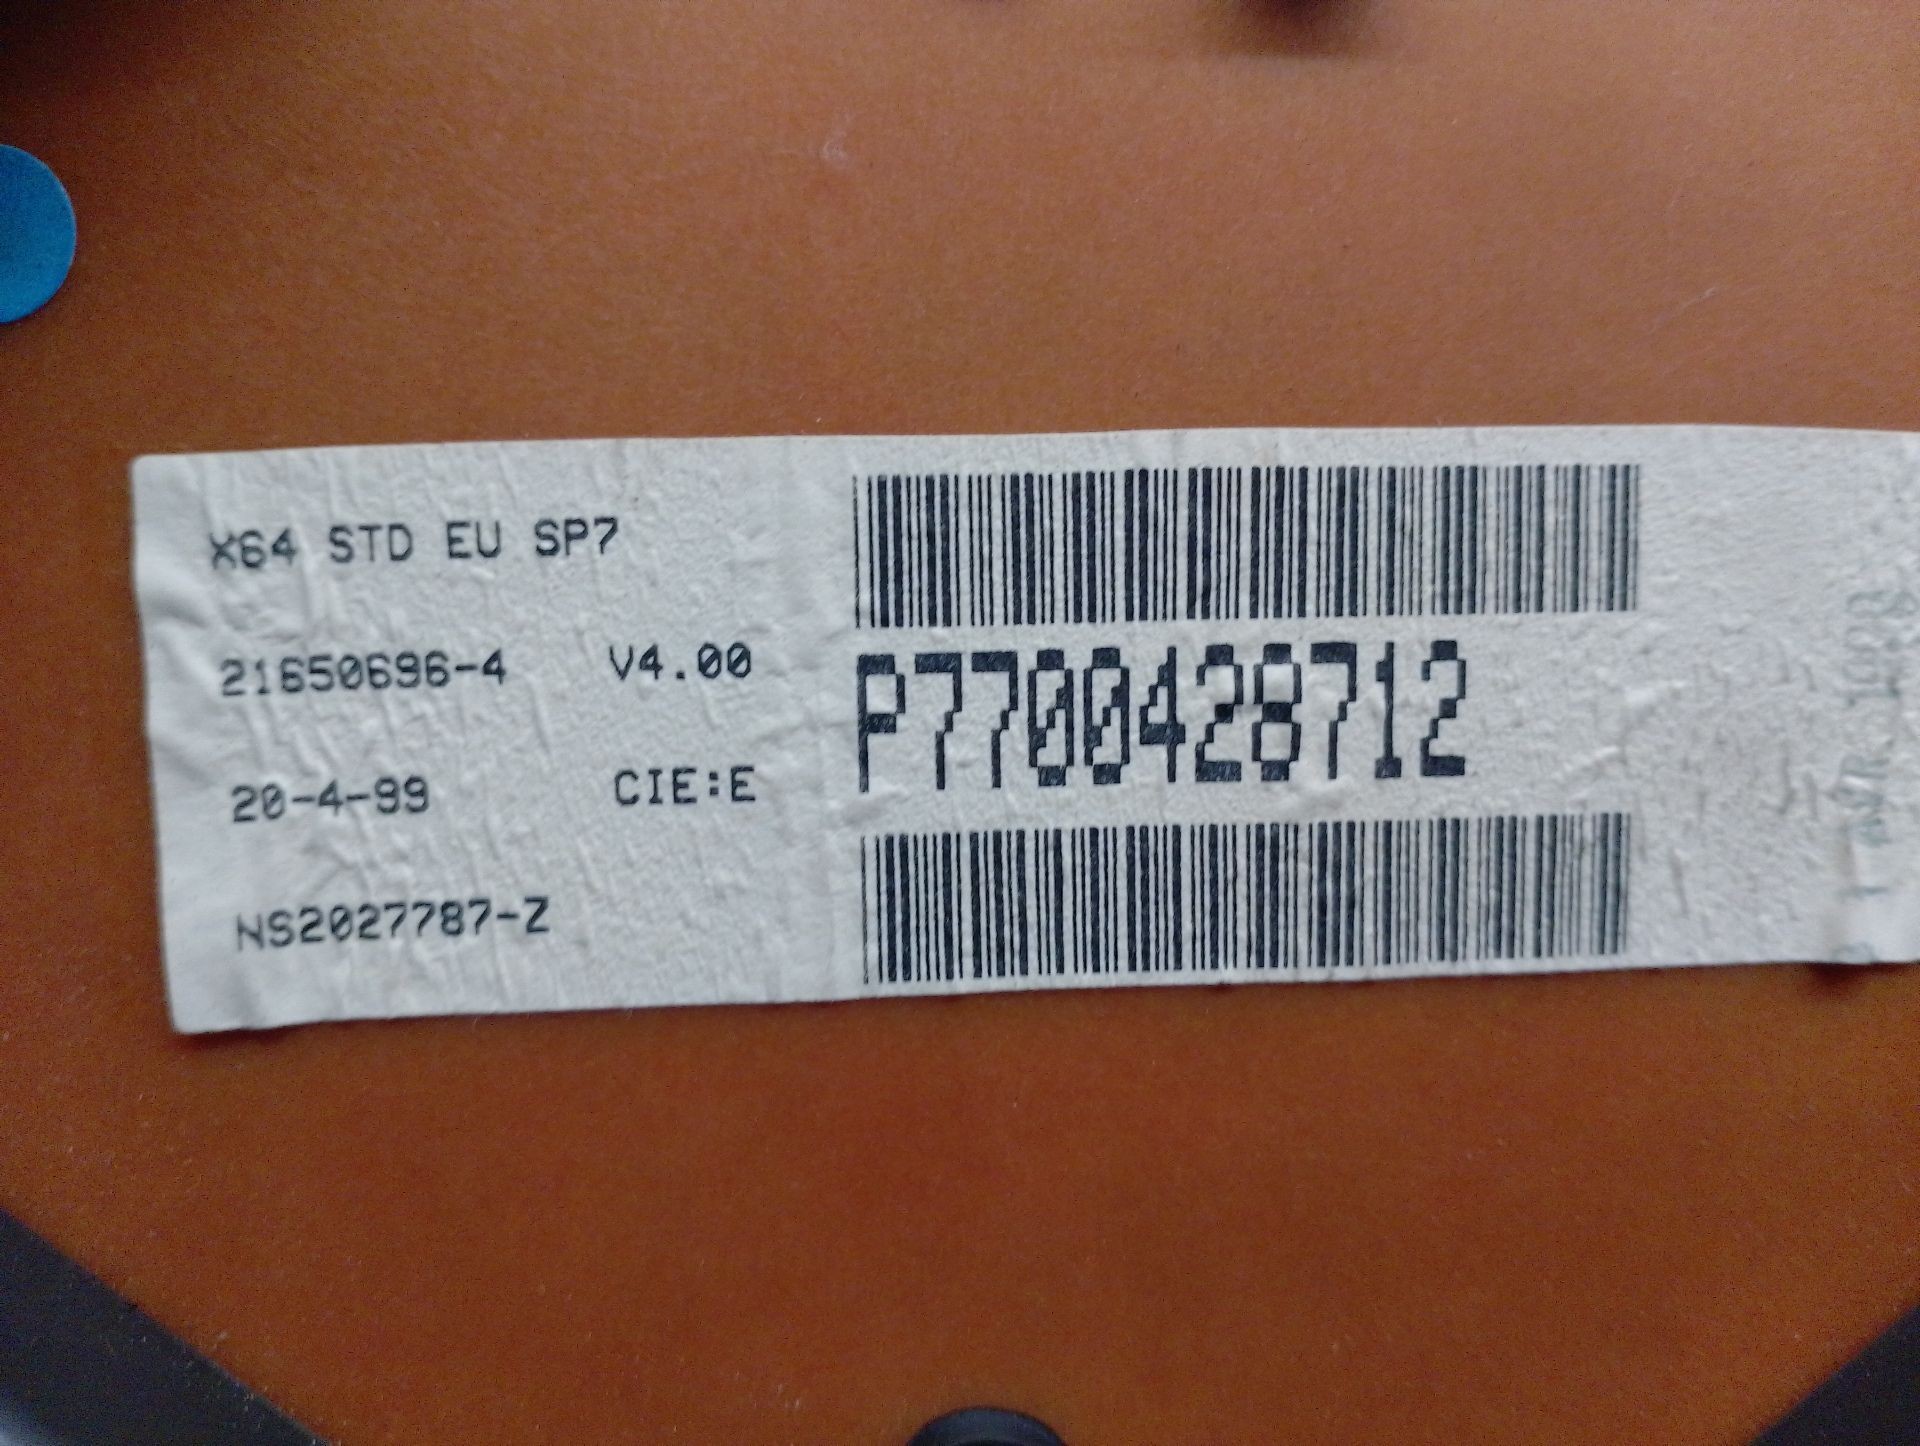 X64 STD EU SP7
21650696-4 V4.00
20-4-99 CIE:E
NS2027787-Z
P7700428712